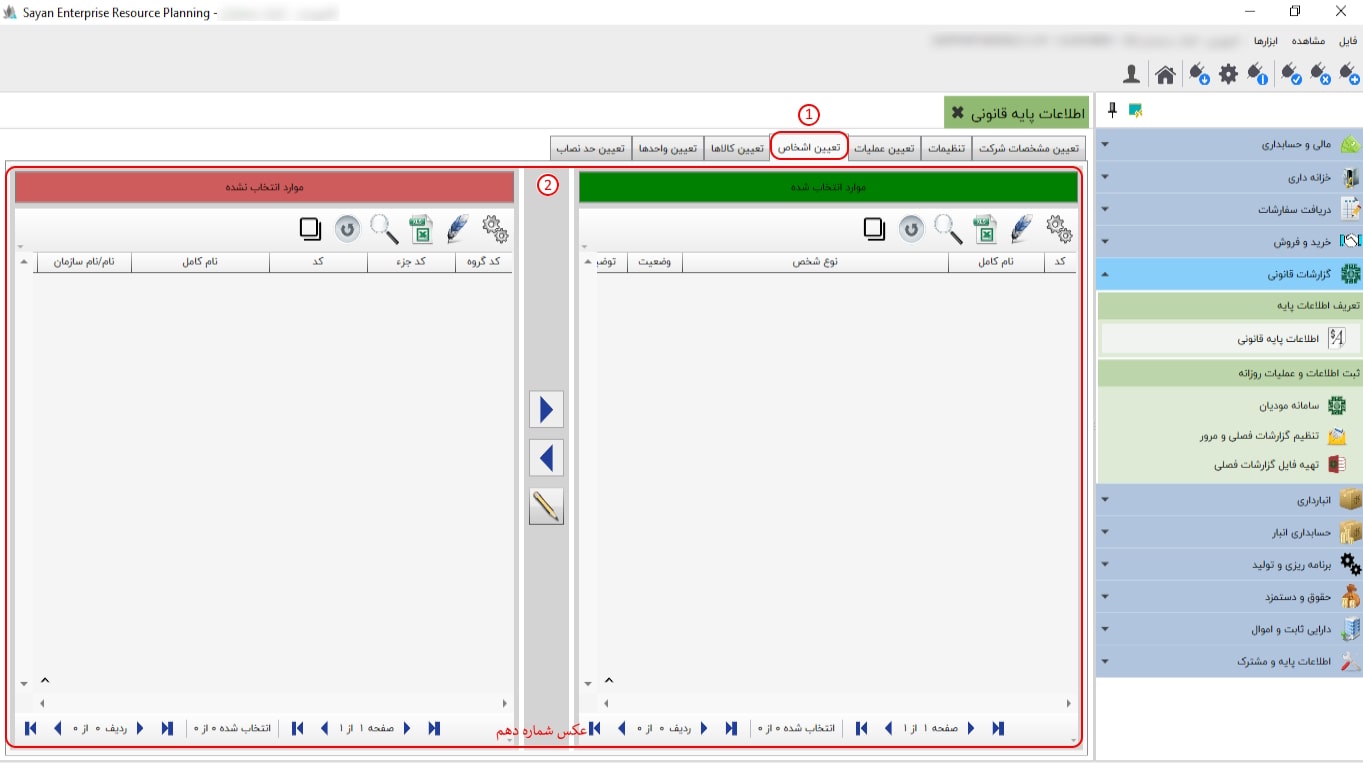 Sayan Enterprise Resource Planning -
فایل مشاهده ابزارها
اطلاعات پایه قانونی
1
تعیین مشخصات شرکت تنظیمات تعیین عملیات تعیین اشخاص تعیین کالاها تعیین واحدها تعیین حد نصاب
مالی و حسابداری
خزانه داری
دریافت سفارشات
خرید و فروش
گزارشات قانونی
تعریف اطلاعات پایه
اطلاعات پایه قانونی
ثبت اطلاعات و عملیات روزانه
سامانه مودیان
تنظیم گزارشات فصلی و مرور
تهیه فایل گزارشات فصلی
انبارداری
حسابداری انبار
برنامه ریزی و تولید
حقوق و دستمزد
دارایی ثابت و اموال
اطلاعات پایه و مشترک
موارد انتخاب شده
کد نام کامل نوع شخص وضعیت توضی
صفحه ۱ از ۱ انتخاب شده ۰ از ۰ ردیف ۰ از ۰
2
موارد انتخاب نشده
کد گروه کد جزء کد نام کامل نام/نام سازمان
صفحه ۱ از ۱ انتخاب شده ۰ از ۰ ردیف ۰ از ۰
عکس شماره دهم